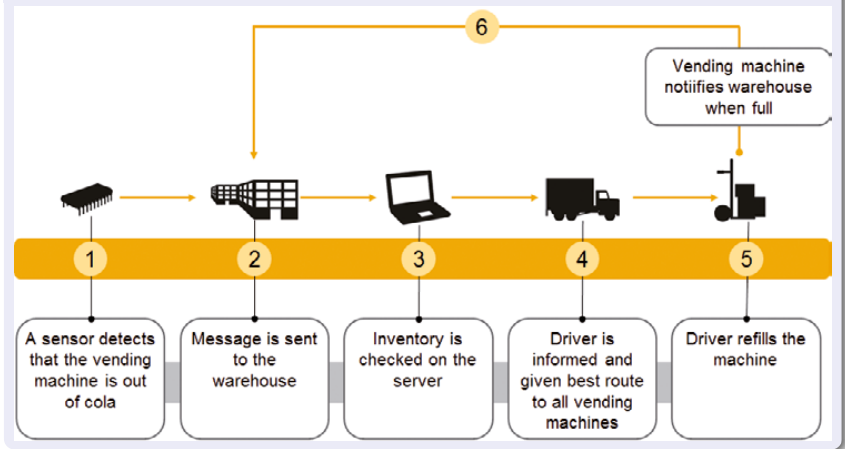 6
Vending machine
notiifies warehouse
when full
1
2
3
4
5
A sensor detects
that the vending
machine is out
of cola
Message is sent
to the
warehouse
Inventory is
checked on the
server
Driver is
informed and
given best route
to all vending
machines
Driver refills the
machine